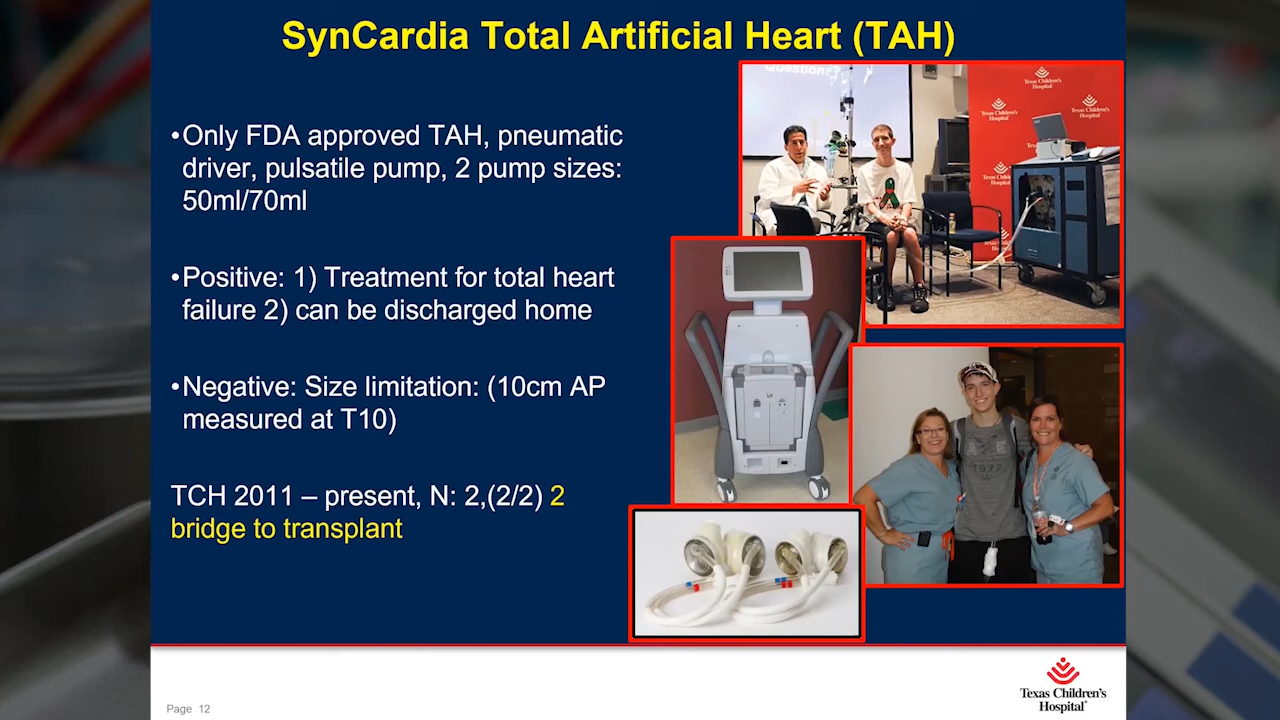 SynCardia Total Artificial Heart (TAH)
•Only FDA approved TAH, pneumatic
driver, pulsatile pump, 2 pump sizes:
50ml/70ml
•Positive: 1) Treatment for total heart
failure 2) can be discharged home
•Negative: Size limitation: (10cm AP
measured at T10)
TCH 2011 – present, N: 2,(2/2) 2
bridge to transplant
Questions?
Texas Children's
Hospital
Texas Children's
Hospital
Texas Children's
Hospital
1977
Page 12
Texas Children's
Hospital